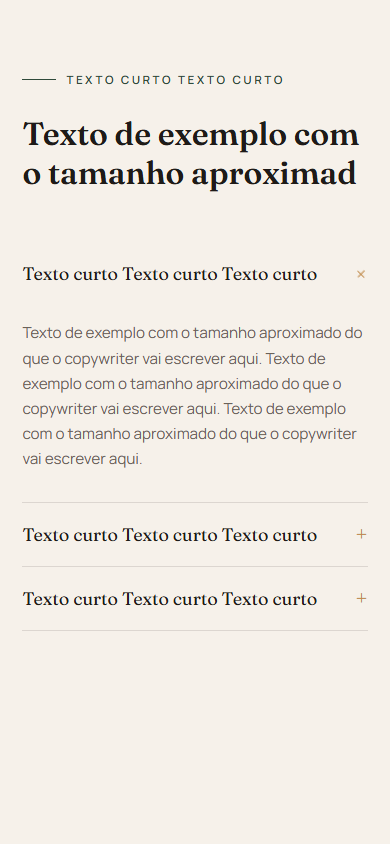 TEXTO CURTO TEXTO CURTO
Texto de exemplo com
o tamanho aproximad
Texto curto Texto curto Texto curto ×
Texto de exemplo com o tamanho aproximado do
que o copywriter vai escrever aqui. Texto de
exemplo com o tamanho aproximado do que o
copywriter vai escrever aqui. Texto de exemplo
com o tamanho aproximado do que o copywriter
vai escrever aqui.
Texto curto Texto curto Texto curto +
Texto curto Texto curto Texto curto +